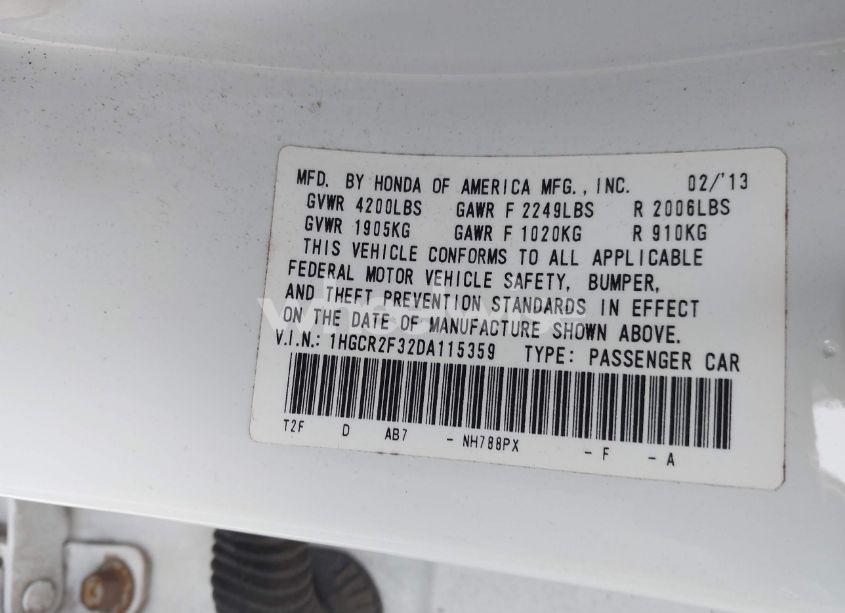 MFD. BY HONDA OF AMERICA MFG., INC. 02/'13
GVWR 4200LBS GAWR F 2249LBS R 2006LBS
GVWR 1905KG GAWR F 1020KG R 910KG
THIS VEHICLE CONFORMS TO ALL APPLICABLE
FEDERAL MOTOR VEHICLE SAFETY, BUMPER,
AND THEFT PREVENTION STANDARDS IN EFFECT
ON THE DATE OF MANUFACTURE SHOWN ABOVE.
V.I.N.: 1HGCR2F32DA115359 TYPE: PASSENGER CAR
T2F D AB7 - NH788PX - F - A